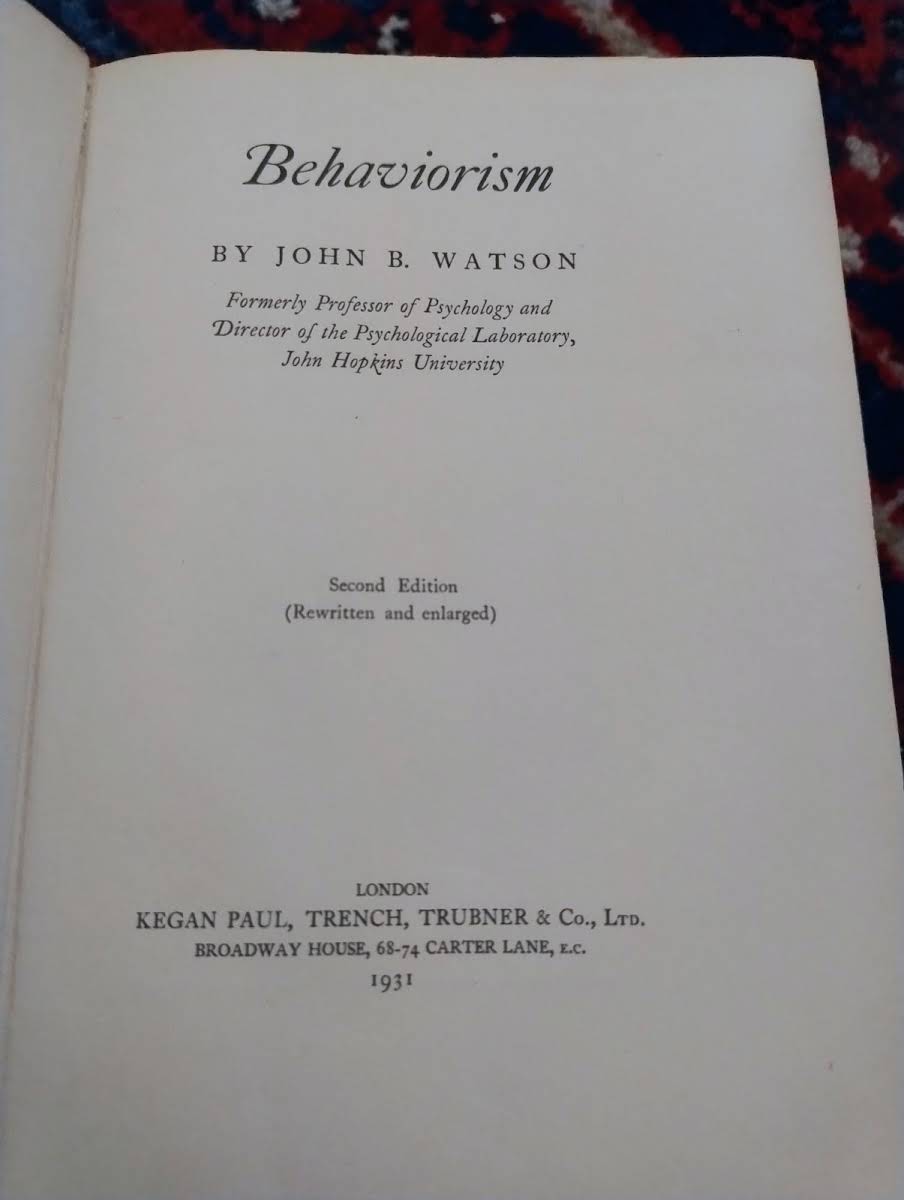 Behaviorism
BY JOHN B. WATSON
Formerly Professor of Psychology and
Director of the Psychological Laboratory,
John Hopkins University
Second Edition
(Rewritten and enlarged)
LONDON
KEGAN PAUL, TRENCH, TRUBNER & Co., LTD.
BROADWAY HOUSE, 68-74 CARTER LANE, E.C.
1931